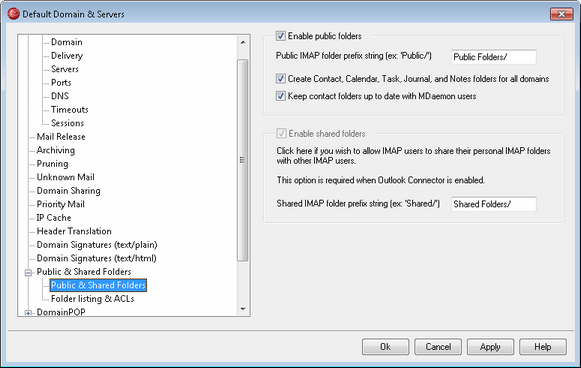 Default Domain & Servers
Domain
Delivery
Servers
Ports
DNS
Timeouts
Sessions
Mail Release
Archiving
Pruning
Unknown Mail
Domain Sharing
Priority Mail
IP Cache
Header Translation
Domain Signatures (text/plain)
Domain Signatures (text/html)
Public & Shared Folders
Public & Shared Folders
Folder listing & ACLs
DomainPOP
Enable public folders
Public IMAP folder prefix string (ex: 'Public/') Public Folders/
Create Contact, Calendar, Task, Journal, and Notes folders for all domains
Keep contact folders up to date with MDaemon users
Enable shared folders
Click here if you wish to allow IMAP users to share their personal IMAP folders
with other IMAP users.
This option is required when Outlook Connector is enabled.
Shared IMAP folder prefix string (ex: 'Shared/') Shared Folders/
Ok Cancel Apply Help